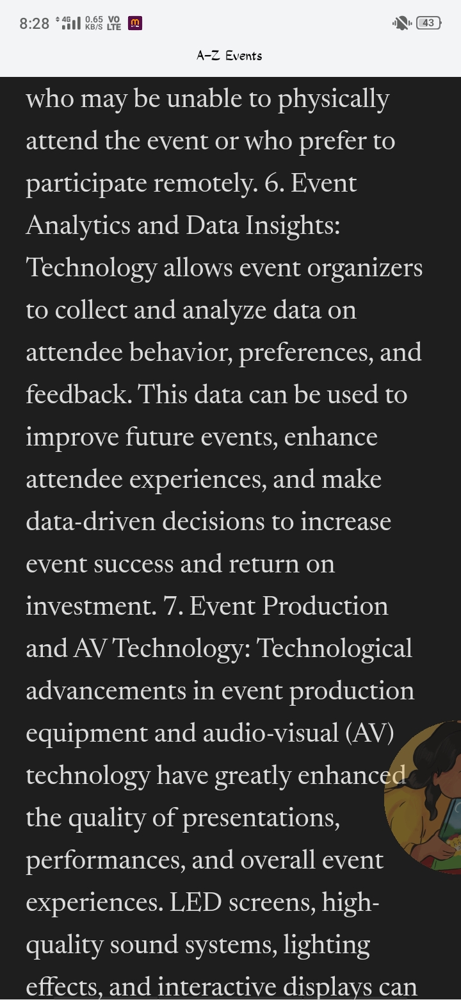 8:28 4G 0.65 KB/S VO LTE 43
A-Z Events
who may be unable to physically
attend the event or who prefer to
participate remotely. 6. Event
Analytics and Data Insights:
Technology allows event organizers
to collect and analyze data on
attendee behavior, preferences, and
feedback. This data can be used to
improve future events, enhance
attendee experiences, and make
data-driven decisions to increase
event success and return on
investment. 7. Event Production
and AV Technology: Technological
advancements in event production
equipment and audio-visual (AV)
technology have greatly enhanced
the quality of presentations,
performances, and overall event
experiences. LED screens, high-
quality sound systems, lighting
effects, and interactive displays can